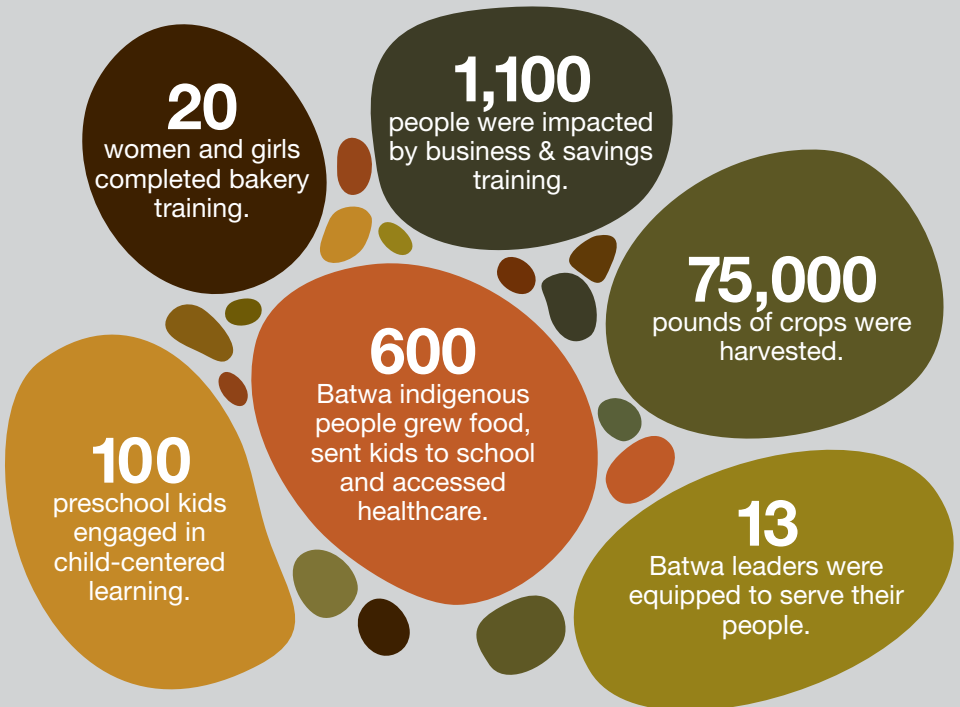 20
women and girls
completed bakery
training.
1,100
people were impacted
by business & savings
training.
75,000
pounds of crops were
harvested.
600
Batwa indigenous
people grew food,
sent kids to school
and accessed
healthcare.
100
preschool kids
engaged in
child-centered
learning.
13
Batwa leaders were
equipped to serve their
people.